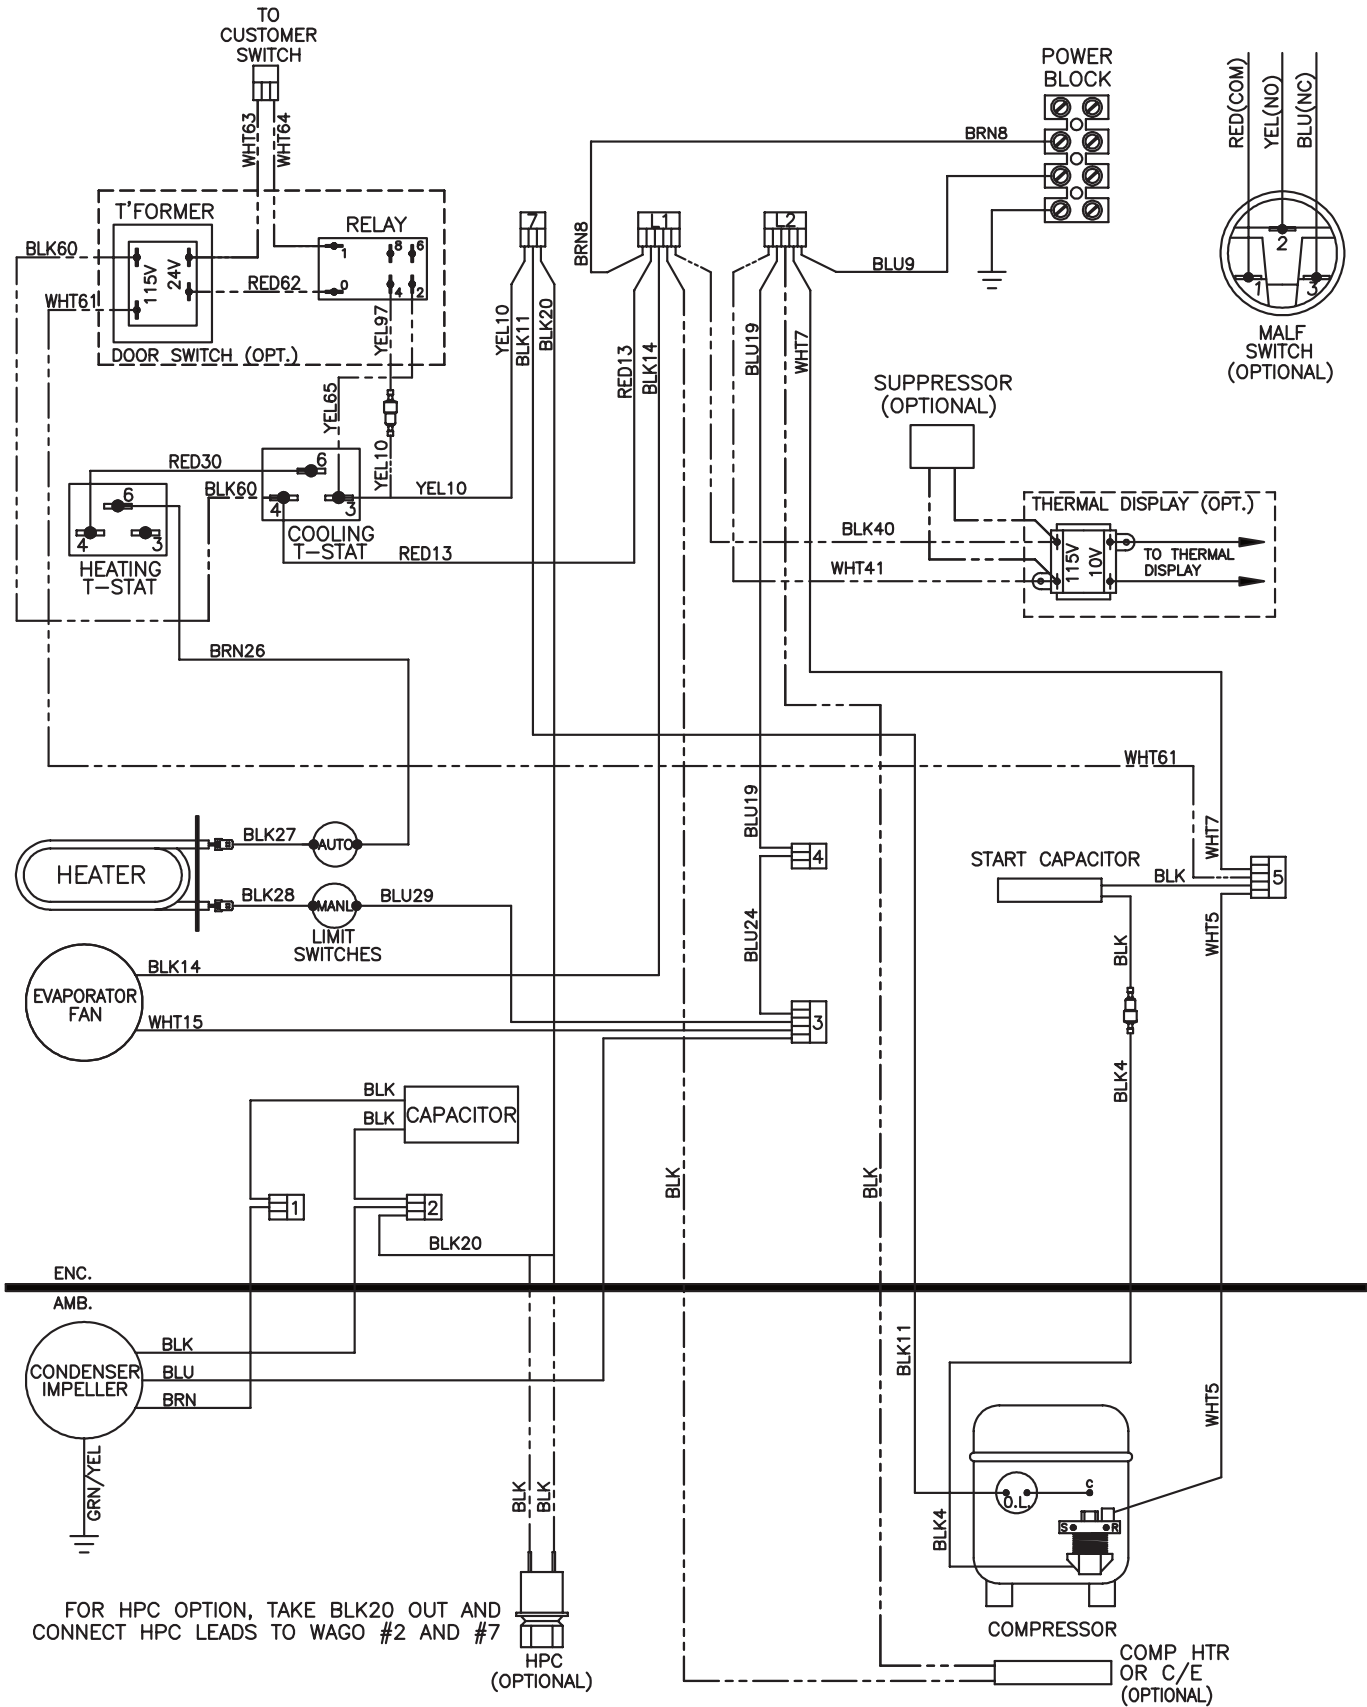 TO
CUSTOMER
SWITCH
WHT63
WHT64
POWER
BLOCK
BRN8
RED(COM)
YEL(NO)
BLU(NC)
T'FORMER
RELAY
BLK60
115V
24V
RED62
WHT61
1
0
8
6
4
2
DOOR SWITCH (OPT.)
YEL97
YEL65
YEL10
7
L1
L2
BRN8
BLU9
YEL10
BLK11
BLK20
RED13
BLK14
BLU19
WHT7
2
1
3
MALF
SWITCH
(OPTIONAL)
SUPPRESSOR
(OPTIONAL)
RED30
BLK60
6
4
3
YEL10
COOLING
T-STAT
RED13
6
4
3
HEATING
T-STAT
BRN26
BLK40
WHT41
THERMAL DISPLAY (OPT.)
115V
10V
TO THERMAL
DISPLAY
WHT61
BLU19
4
BLU24
3
WHT7
START CAPACITOR
BLK
5
BLK
WHT5
BLK4
HEATER
BLK27
AUTO
BLK28
MANL
BLU29
LIMIT
SWITCHES
EVAPORATOR
FAN
BLK14
WHT15
BLK
BLK
CAPACITOR
1
2
BLK20
BLK
BLK
ENC.
AMB.
CONDENSER
IMPELLER
BLK
BLU
BRN
GRN/YEL
BLK
BLK
BLK11
WHT5
BLK4
O.L.
C
S
R
COMPRESSOR
FOR HPC OPTION, TAKE BLK20 OUT AND
CONNECT HPC LEADS TO WAGO #2 AND #7
HPC
(OPTIONAL)
COMP HTR
OR C/E
(OPTIONAL)